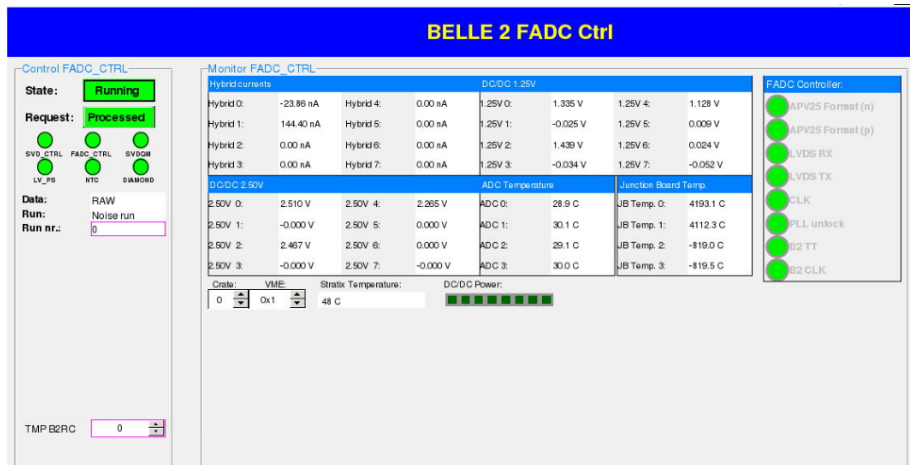 BELLE 2 FADC Ctrl
Control FADC_CTRL
State: Running
Request: Processed
SVD_CTRL FADC_CTRL SVDQM
LV_PS NTC DIAMOND
Data: RAW
Run: Noise run
Run nr.: 0
TMP B2RC 0
Monitor FADC_CTRL
Hybrid currents
Hybrid 0: -23.86 nA Hybrid 4: 0.00 nA
Hybrid 1: 144.40 nA Hybrid 5: 0.00 nA
Hybrid 2: 0.00 nA Hybrid 6: 0.00 nA
Hybrid 3: 0.00 nA Hybrid 7: 0.00 nA
DC/DC 1.25V
1.25V 0: 1.335 V 1.25V 4: 1.128 V
1.25V 1: -0.025 V 1.25V 5: 0.009 V
1.25V 2: 1.439 V 1.25V 6: 0.024 V
1.25V 3: -0.034 V 1.25V 7: -0.052 V
DC/DC 2.50V
2.50V 0: 2.510 V 2.50V 4: 2.265 V
2.50V 1: -0.000 V 2.50V 5: 0.000 V
2.50V 2: 2.467 V 2.50V 6: 0.000 V
2.50V 3: -0.000 V 2.50V 7: -0.000 V
ADC Temperature
ADC 0: 28.9 C
ADC 1: 30.1 C
ADC 2: 29.1 C
ADC 3: 30.0 C
Junction Board Temp.
JB Temp. 0: 4193.1 C
JB Temp. 1: 4112.3 C
JB Temp. 2: -819.0 C
JB Temp. 3: -819.5 C
Crate: VME: Stratix Temperature: DC/DC Power:
0 0x1 48 C
FADC Controller:
APV25 Format (n)
APV25 Format (p)
LVDS RX
LVDS TX
CLK
PLL unlock
B2 TT
B2 CLK